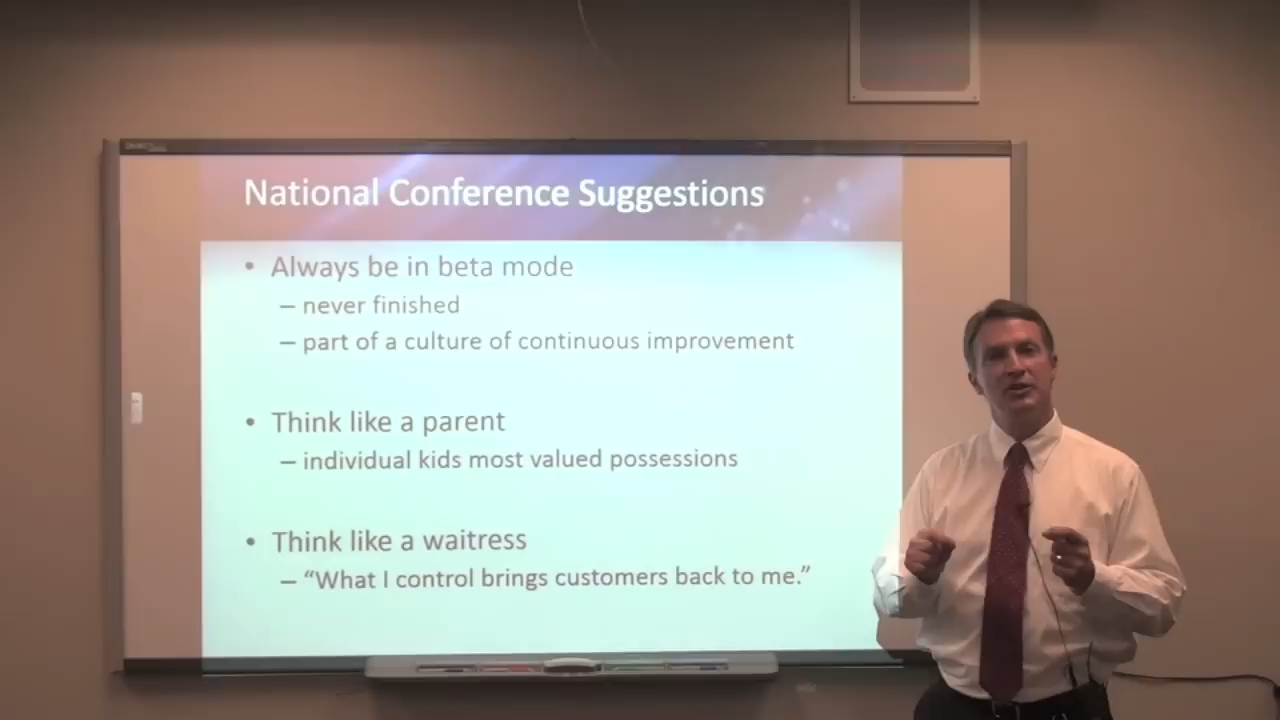 National Conference Suggestions
• Always be in beta mode
– never finished
– part of a culture of continuous improvement
• Think like a parent
– individual kids most valued possessions
• Think like a waitress
– “What I control brings customers back to me.”